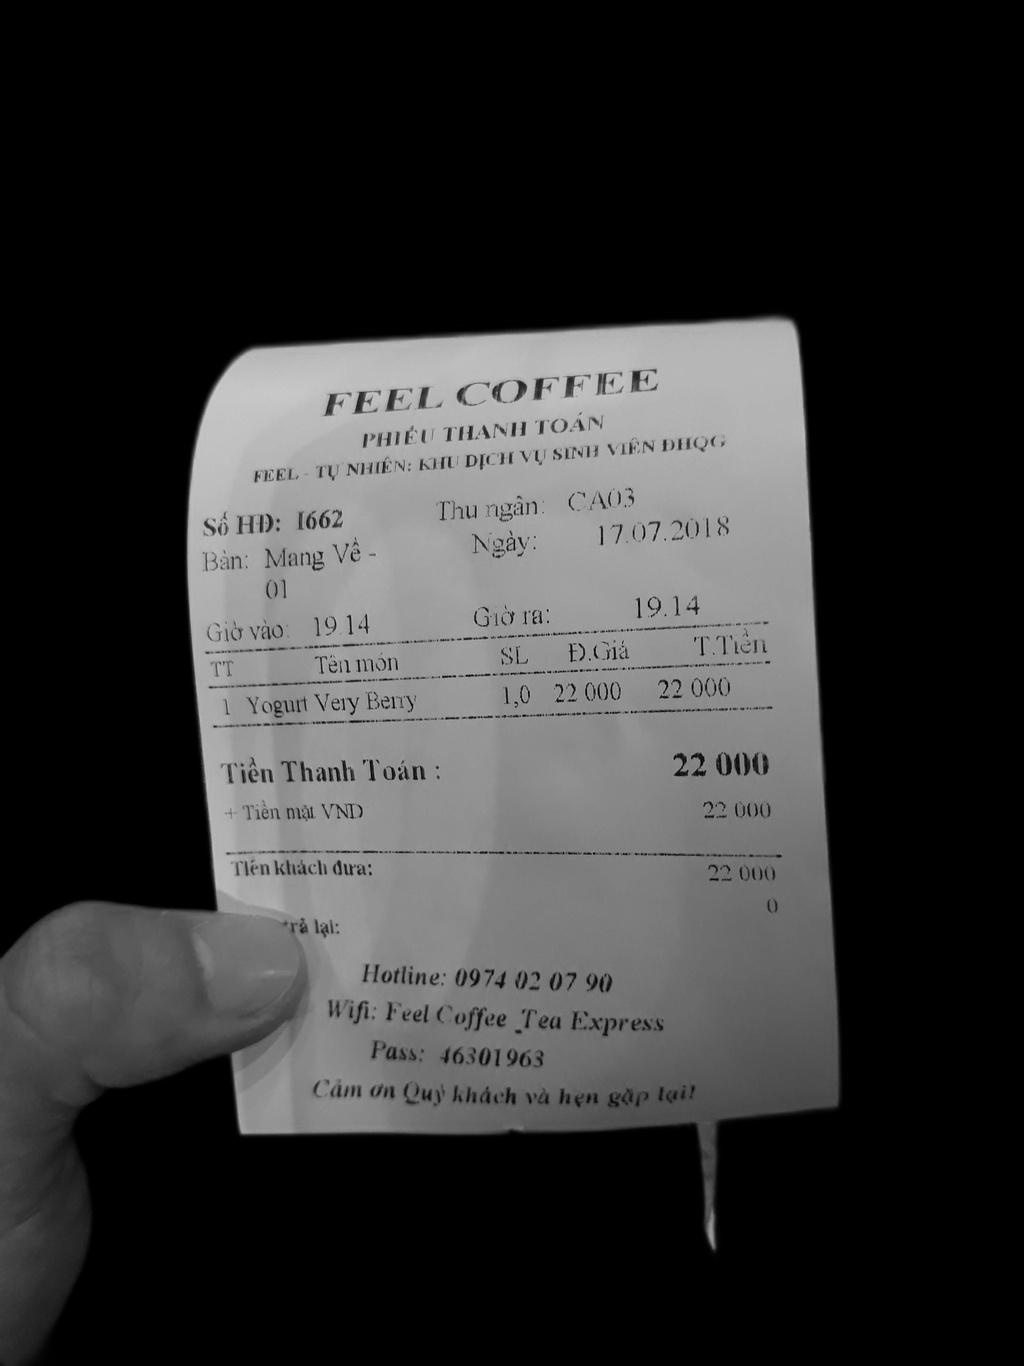 FEEL COFFEE
PHIẾU THANH TOÁN
FEEL - TỰ NHIÊN: KHU DỊCH VỤ SINH VIÊN ĐHQG
Số HĐ: I662 Thu ngân: CA03
Bàn: Mang Về - 01 Ngày: 17.07.2018
Giờ vào: 19.14 Giờ ra: 19.14
TT Tên món SL Đ.Giá T.Tiền
1 Yogurt Very Berry 1,0 22 000 22 000
Tiền Thanh Toán : 22 000
+ Tiền mặt VND 22 000
Tiền khách đưa: 22 000
trả lại: 0
Hotline: 0974 02 07 90
Wifi: Feel Coffee _Tea Express
Pass: 46301963
Cảm ơn Quý khách và hẹn gặp lại!